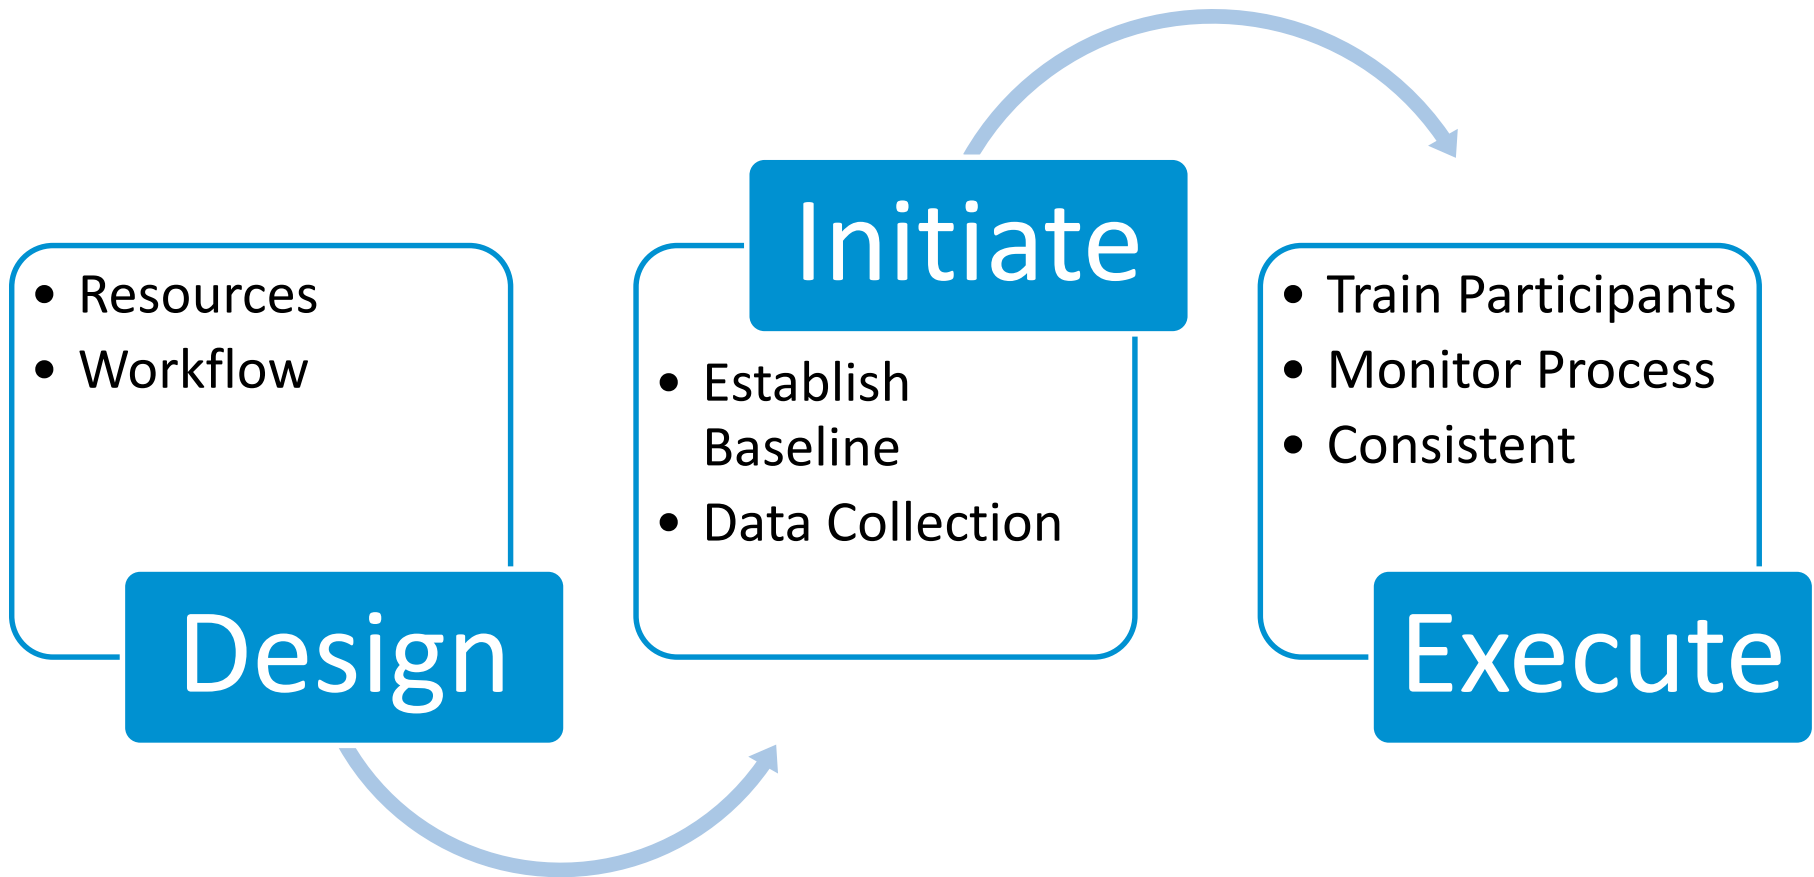 • Resources
• Workflow
Design
Initiate
• Establish
Baseline
• Data Collection
• Train Participants
• Monitor Process
• Consistent
Execute